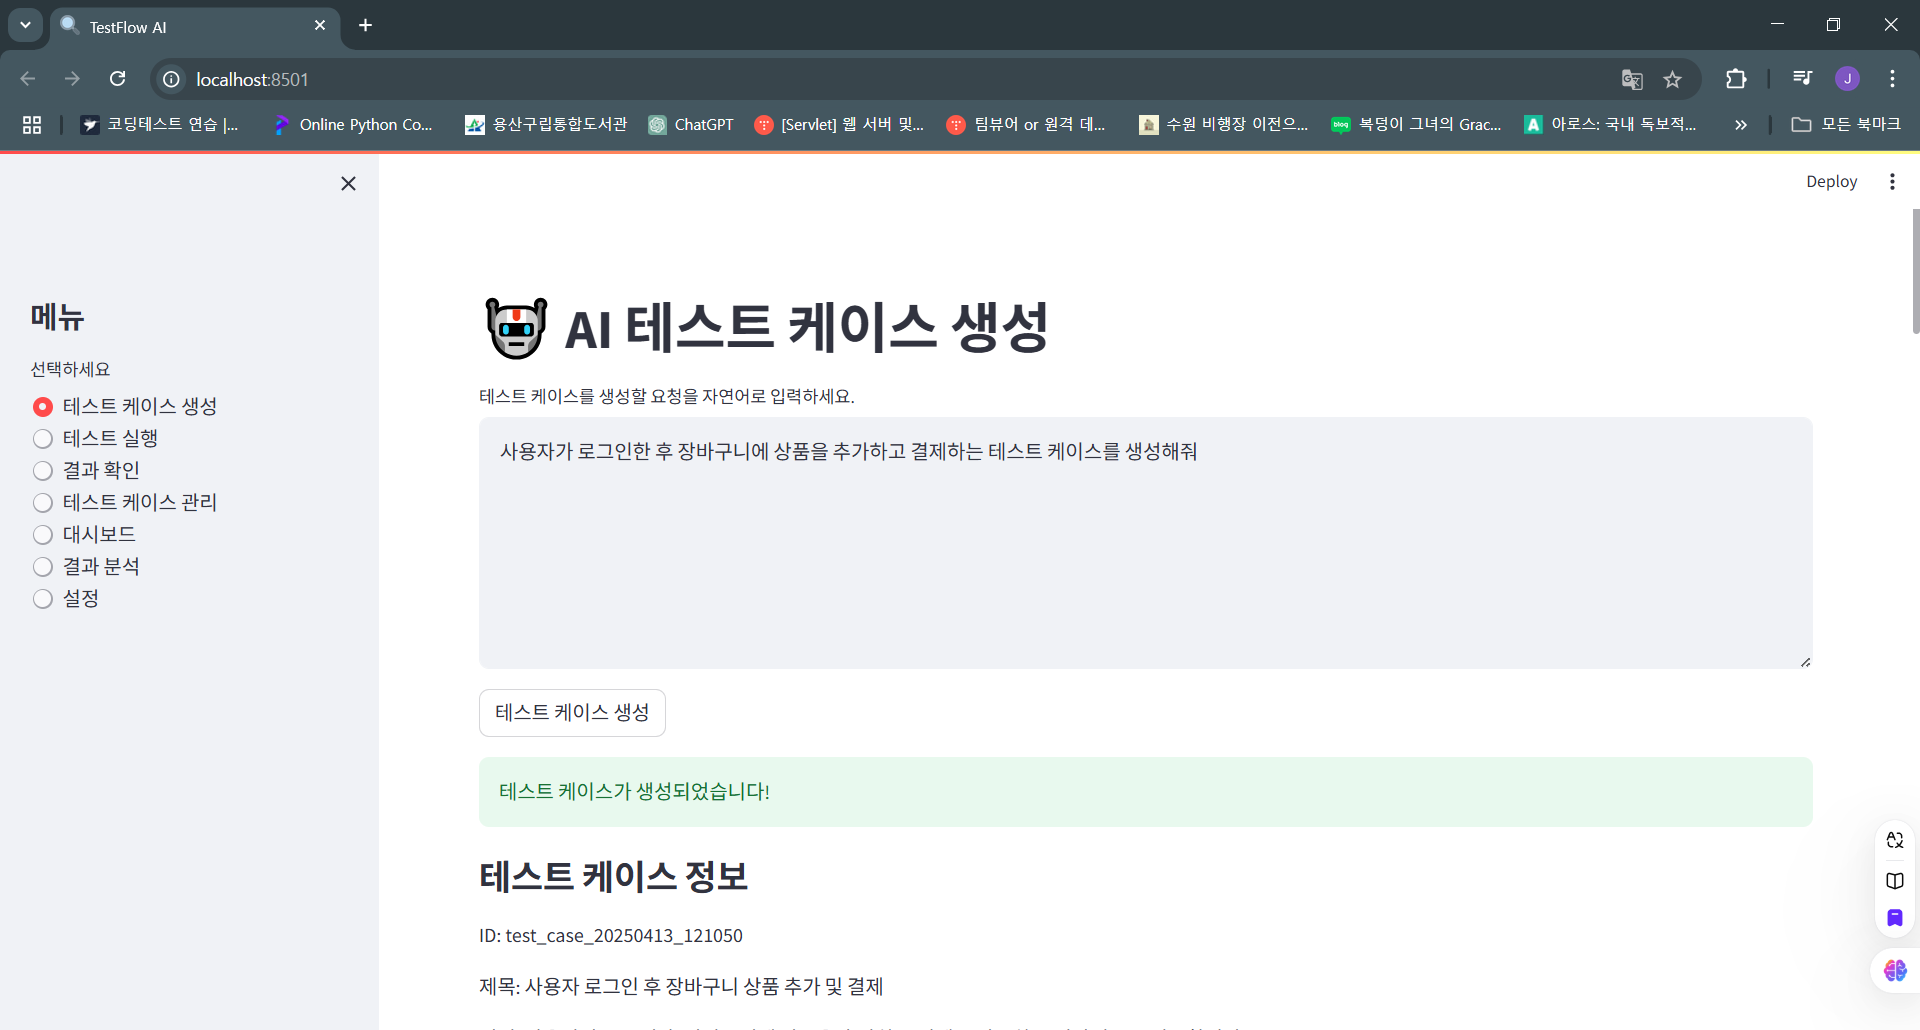 TestFlow AI
localhost:8501
코딩테스트 연습 |...
Online Python Co...
용산구립통합도서관
ChatGPT
[Servlet] 웹 서버 및...
팀뷰어 or 원격 데...
수원 비행장 이전으...
blog
복덩이 그녀의 Grac...
아로스: 국내 독보적...
모든 북마크
J
Deploy
메뉴
선택하세요
테스트 케이스 생성
테스트 실행
결과 확인
테스트 케이스 관리
대시보드
결과 분석
설정
AI 테스트 케이스 생성
테스트 케이스를 생성할 요청을 자연어로 입력하세요.
사용자가 로그인한 후 장바구니에 상품을 추가하고 결제하는 테스트 케이스를 생성해줘
테스트 케이스 생성
테스트 케이스가 생성되었습니다!
테스트 케이스 정보
ID: test_case_20250413_121050
제목: 사용자 로그인 후 장바구니 상품 추가 및 결제